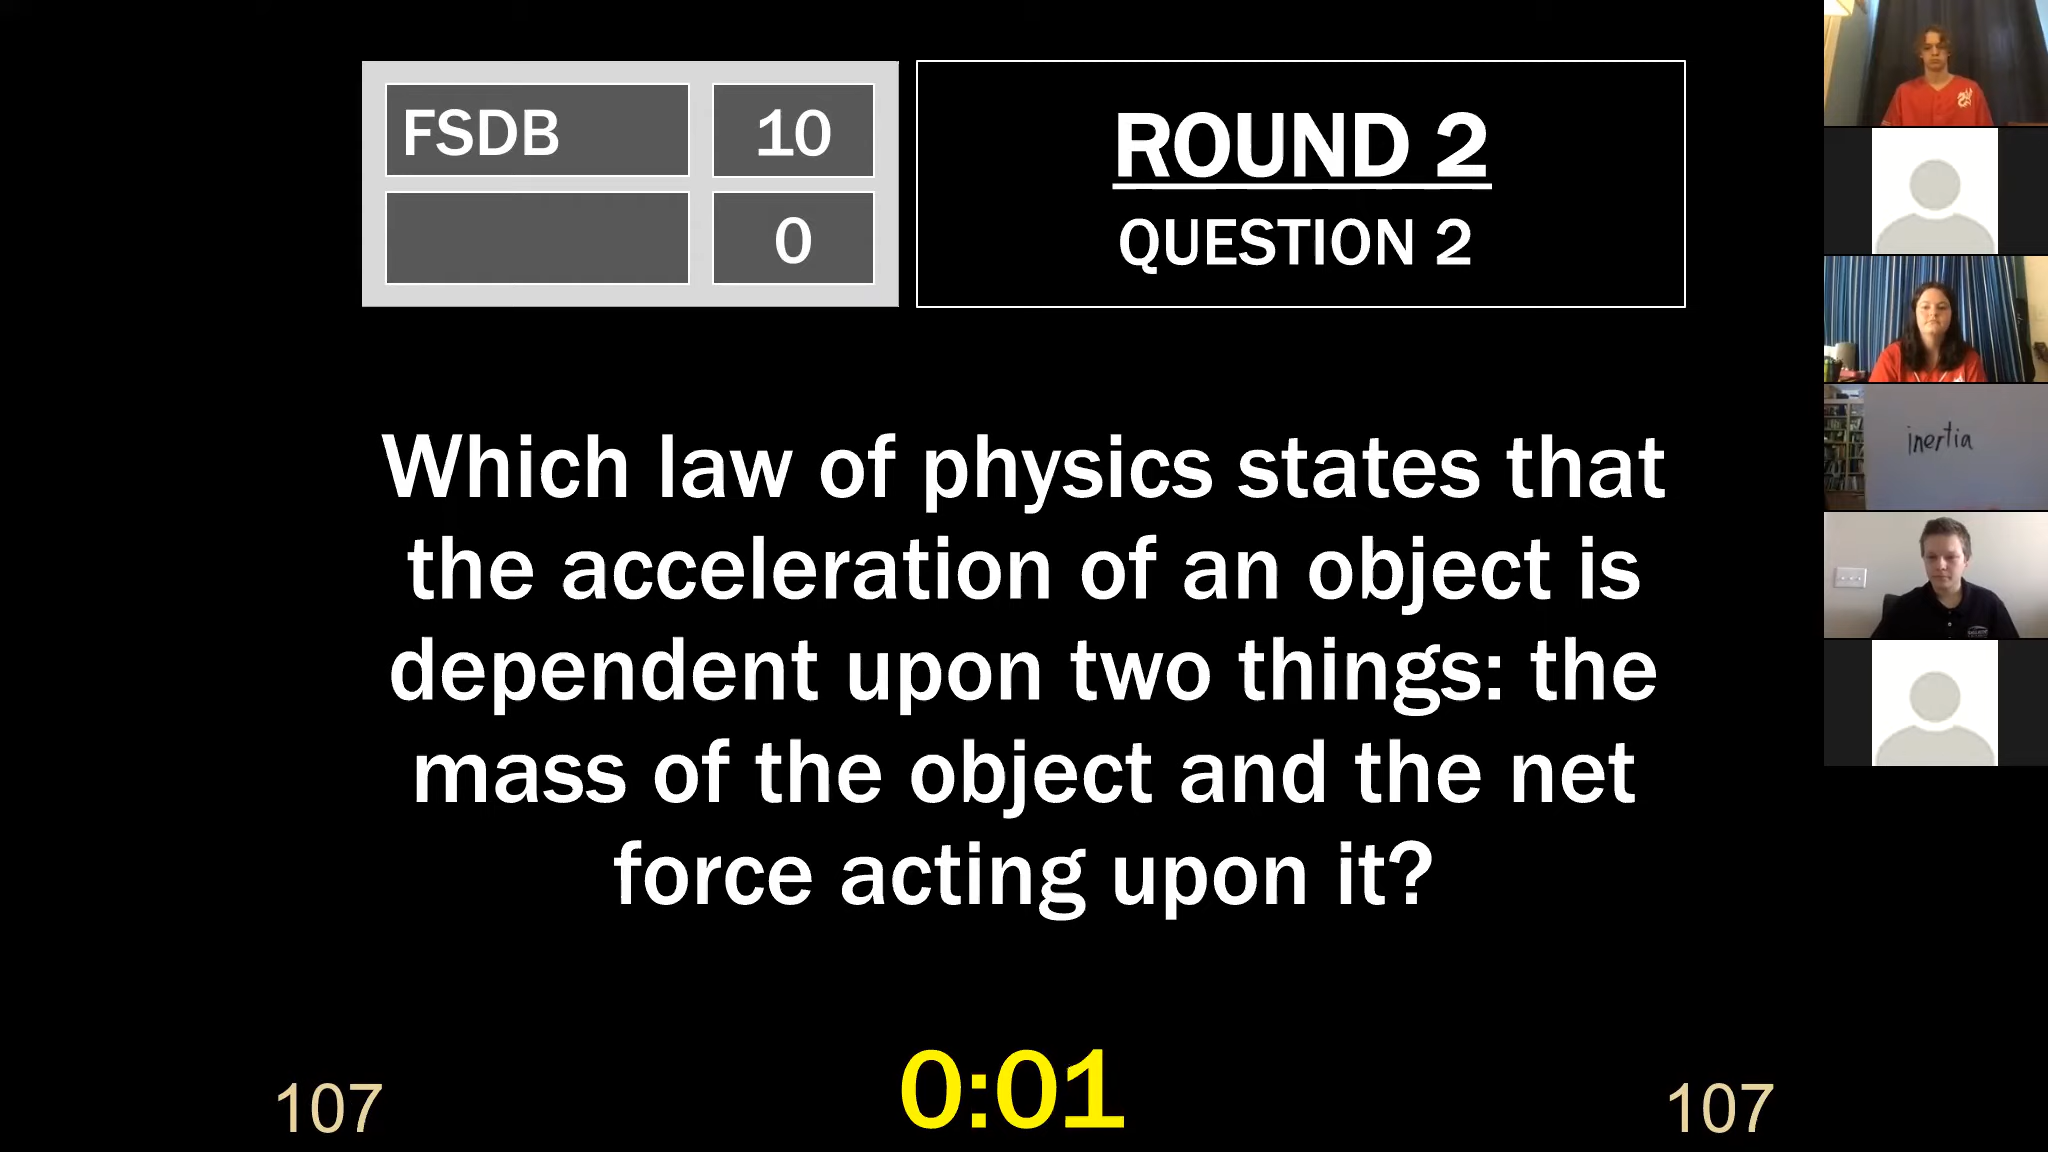 FSDB
10
0
ROUND 2
QUESTION 2
Which law of physics states that
the acceleration of an object is
dependent upon two things: the
mass of the object and the net
force acting upon it?
0:01
107
107
inertia